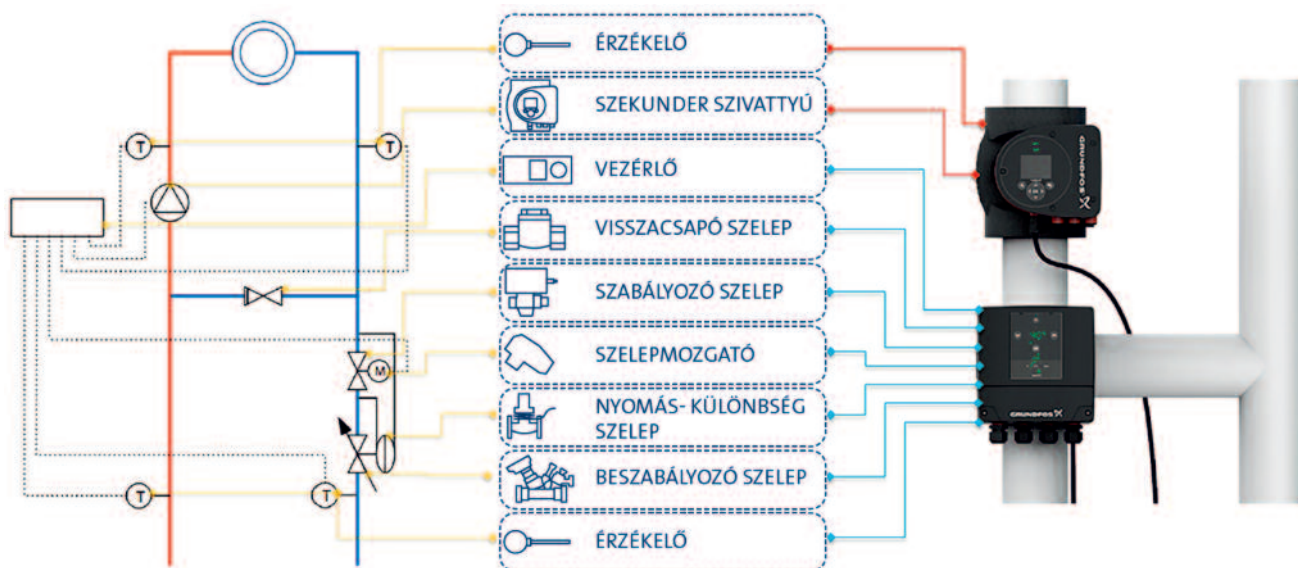 ÉRZÉKELŐ
SZEKUNDER SZIVATTYÚ
VEZÉRLŐ
VISSZACSAPÓ SZELEP
SZABÁLYOZÓ SZELEP
SZELEPMOZGATÓ
NYOMÁS- KÜLÖNBSÉG
SZELEP
BESZABÁLYOZÓ SZELEP
ÉRZÉKELŐ
T
T
M
T
T
GRUNDFOS
GRUNDFOS